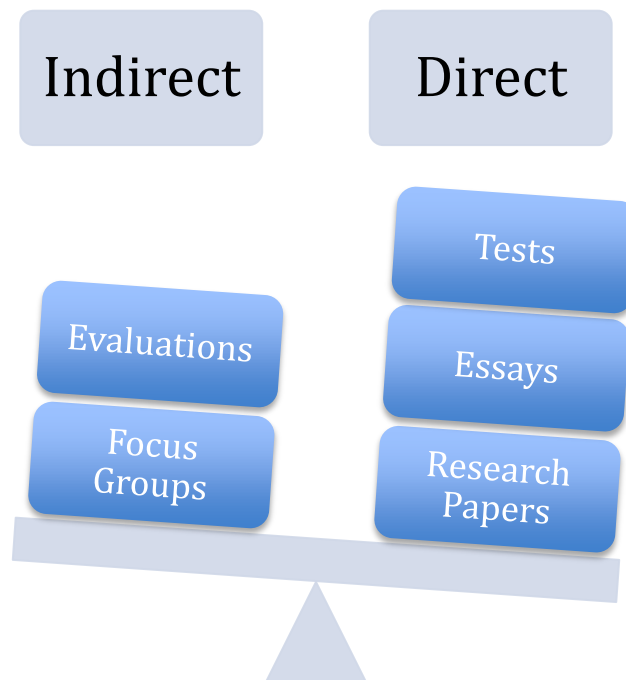 Indirect
Direct
Evaluations
Focus
Groups
Tests
Essays
Research
Papers